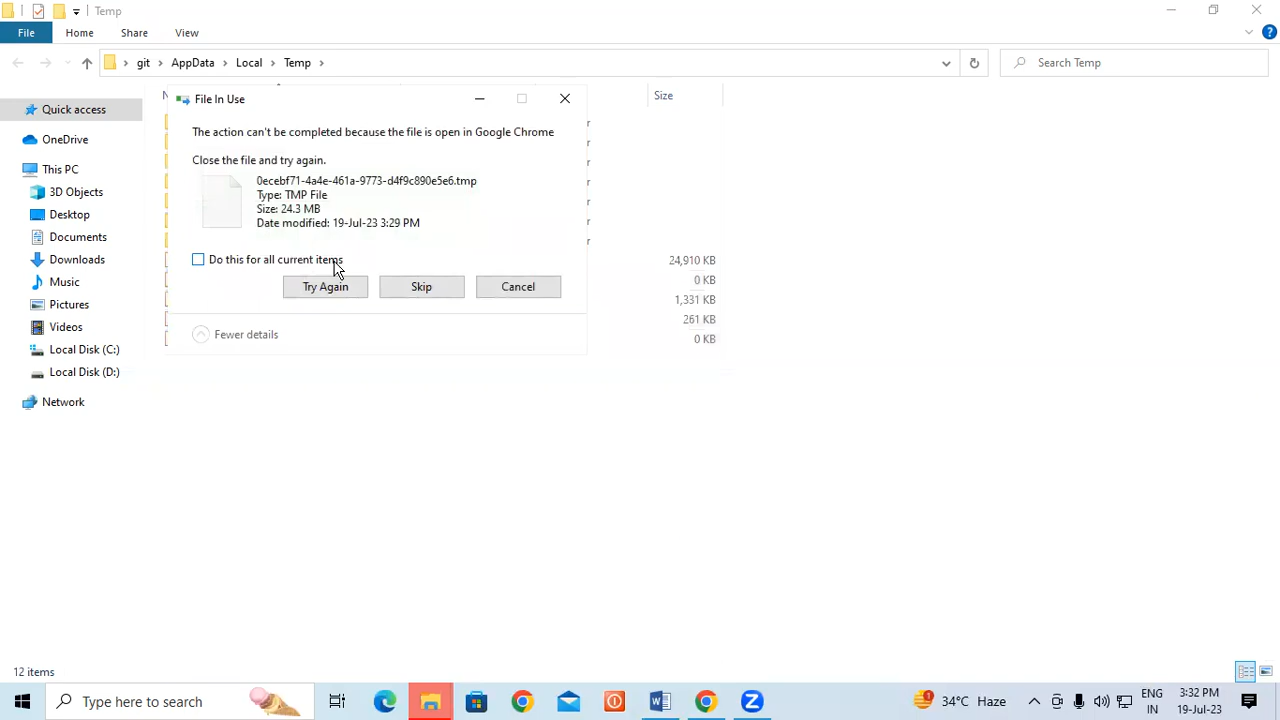 Temp
File Home Share View
git AppData Local Temp
Search Temp
Size
Quick access
OneDrive
This PC
3D Objects
Desktop
Documents
Downloads
Music
Pictures
Videos
Local Disk (C:)
Local Disk (D:)
Network
File In Use
The action can't be completed because the file is open in Google Chrome
Close the file and try again.
0ecebf71-4a4e-461a-9773-d4f9c890e5e6.tmp
Type: TMP File
Size: 24.3 MB
Date modified: 19-Jul-23 3:29 PM
Do this for all current items
Try Again Skip Cancel
Fewer details
24,910 KB
0 KB
1,331 KB
261 KB
0 KB
12 items
Type here to search
34°C Haze
ENG
IN
3:32 PM
19-Jul-23